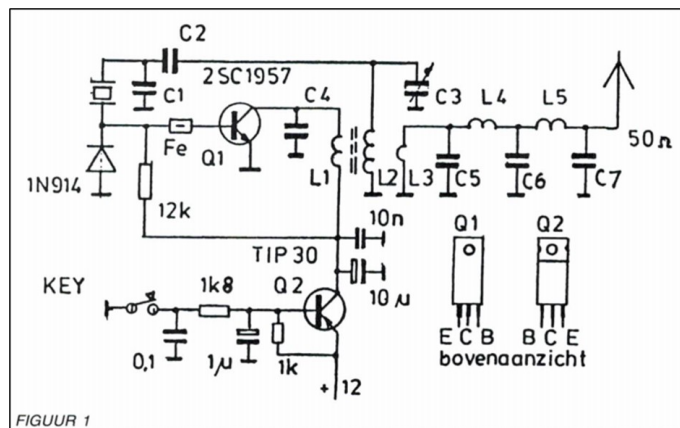 C2
2SC1957
C1
C4
C3
L4
L5
Fe
Q1
50Ω
1N914
L1
L2
L3
C5
C6
C7
12k
10n
TIP 30
Q1
Q2
KEY
1k8
Q2
10 μ
E C B
B C E
bovenaanzicht
0,1
1μ
1k
+ 12
FIGUUR 1